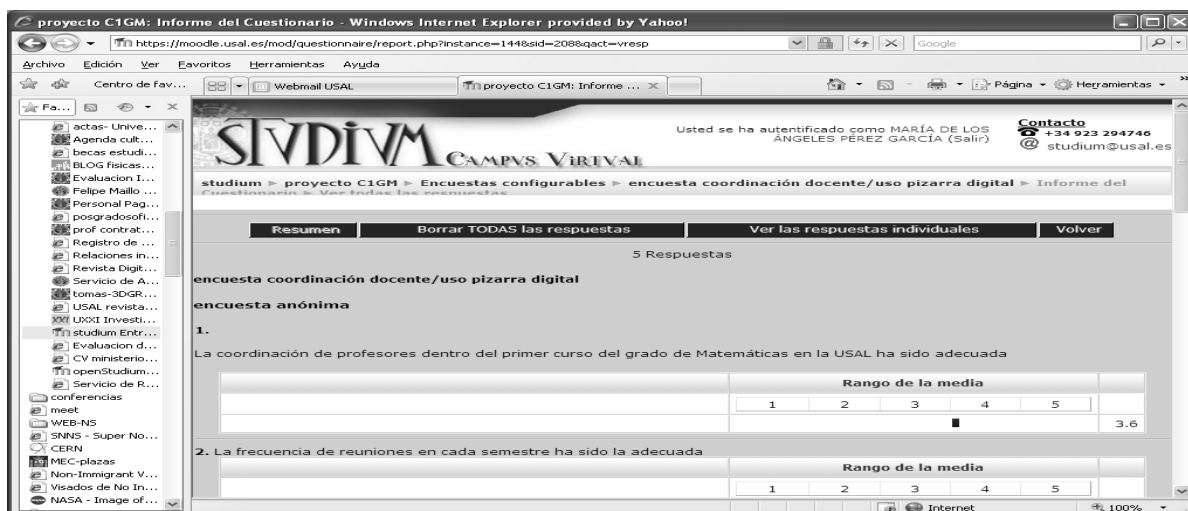 proyecto C1GM: Informe del Cuestionario - Windows Internet Explorer provided by Yahoo!
https://moodle.usal.es/mod/questionnaire/report.php?instance=144&sid=208&qact=vresp
Google
Archivo Edición Ver Favoritos Herramientas Ayuda
Centro de fav...
Webmail USAL
proyecto C1GM: Informe ...
Página
Herramientas
Fa...
actas- Unive...
Agenda cult...
becas estudi...
BLOG fisicas...
Evaluacion I...
Felipe Maillo ...
Personal Pag...
posgradosofi...
prof contrat...
Registro de ...
Relaciones in...
Revista Digit...
Servicio de A...
tomas-3DGR...
USAL revista...
UXXI Investi...
studium Entr...
Evaluacion d...
CV ministerio...
openStudium...
Servicio de R...
conferencias
meet
WEB-NS
SNNS - Super No...
CERN
MEC-plazas
Non-Immigrant V...
Visados de No In...
NASA - Image of...
STVDIVM
CAMPVS VIRTVAL
Usted se ha autentificado como MARÍA DE LOS
ÁNGELES PÉREZ GARCÍA (Salir)
Contacto
+34 923 294746
studium@usal.es
studium ► proyecto C1GM ► Encuestas configurables ► encuesta coordinación docente/uso pizarra digital ► Informe del
Cuestionario ► Ver todas las respuestas
Resumen
Borrar TODAS las respuestas
Ver las respuestas individuales
Volver
5 Respuestas
encuesta coordinación docente/uso pizarra digital
encuesta anónima
1.
La coordinación de profesores dentro del primer curso del grado de Matemáticas en la USAL ha sido adecuada
Rango de la media
1 2 3 4 5
3.6
2. La frecuencia de reuniones en cada semestre ha sido la adecuada
Rango de la media
1 2 3 4 5
Internet
100%